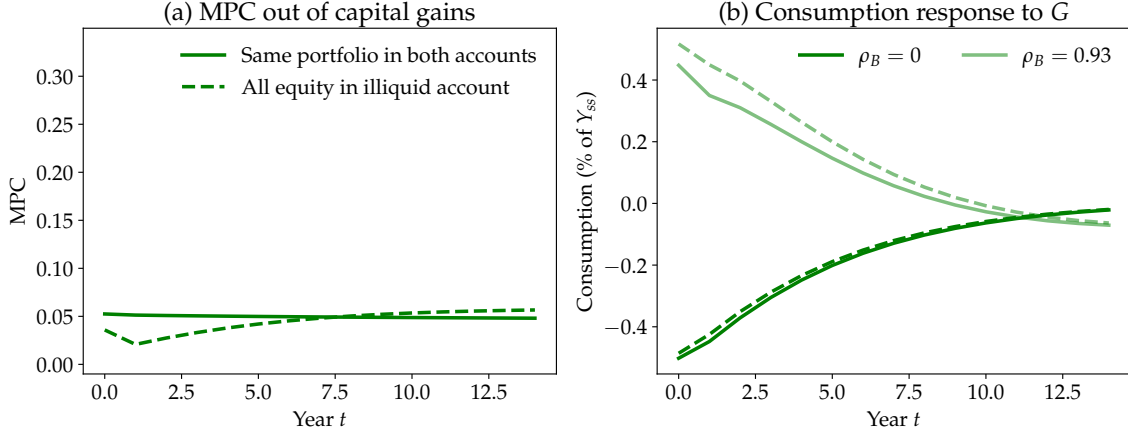 (a) MPC out of capital gains
Same portfolio in both accounts
All equity in illiquid account
0.30
0.25
0.20
0.15
0.10
0.05
0.00
MPC
0.0 2.5 5.0 7.5 10.0 12.5
Year t
(b) Consumption response to G
ρ_B = 0 ρ_B = 0.93
0.4
0.2
0.0
−0.2
−0.4
Consumption (% of Y_ss)
0.0 2.5 5.0 7.5 10.0 12.5
Year t